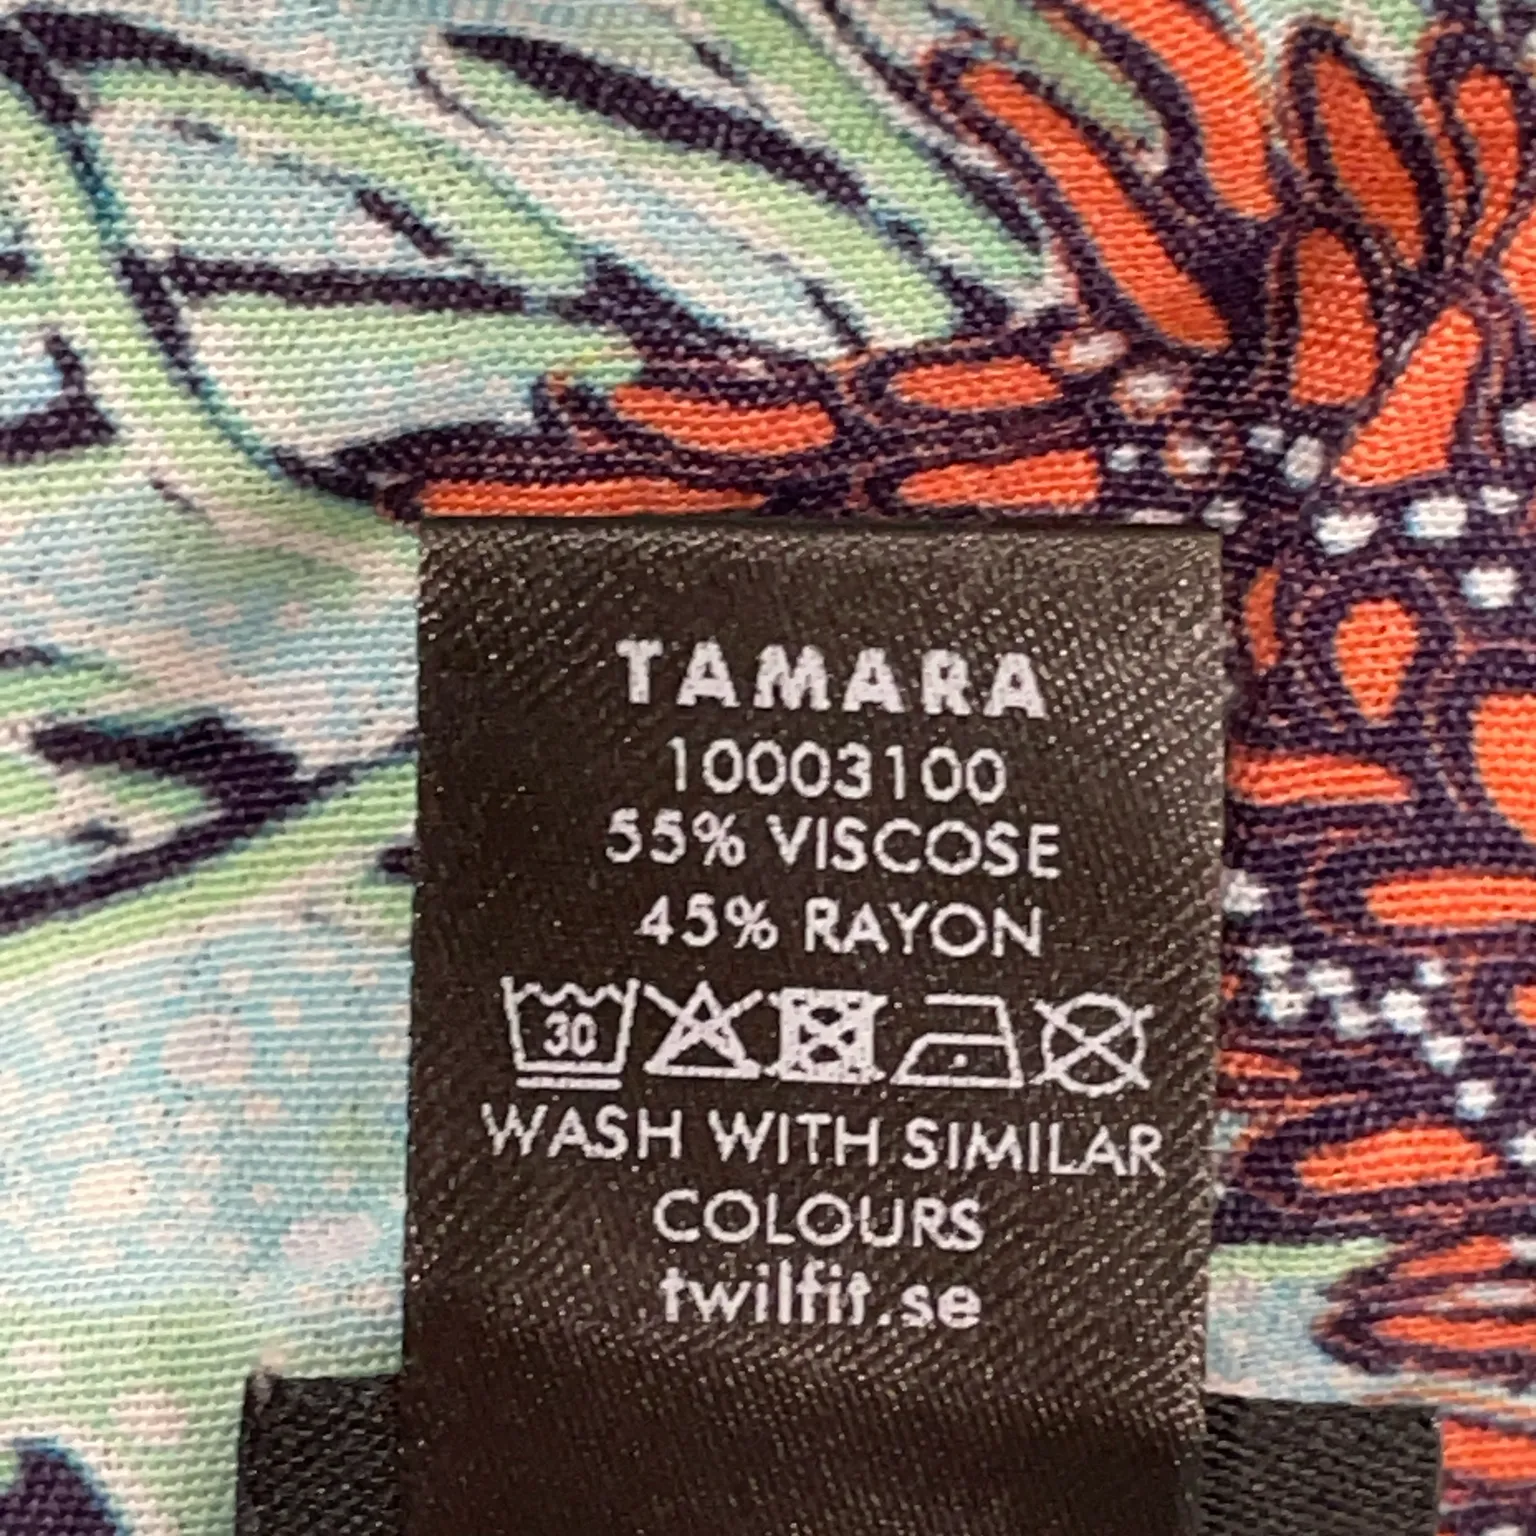 TAMARA
10003100
55% VISCOSE
45% RAYON
30
WASH WITH SIMILAR
COLOURS
twilfit.se